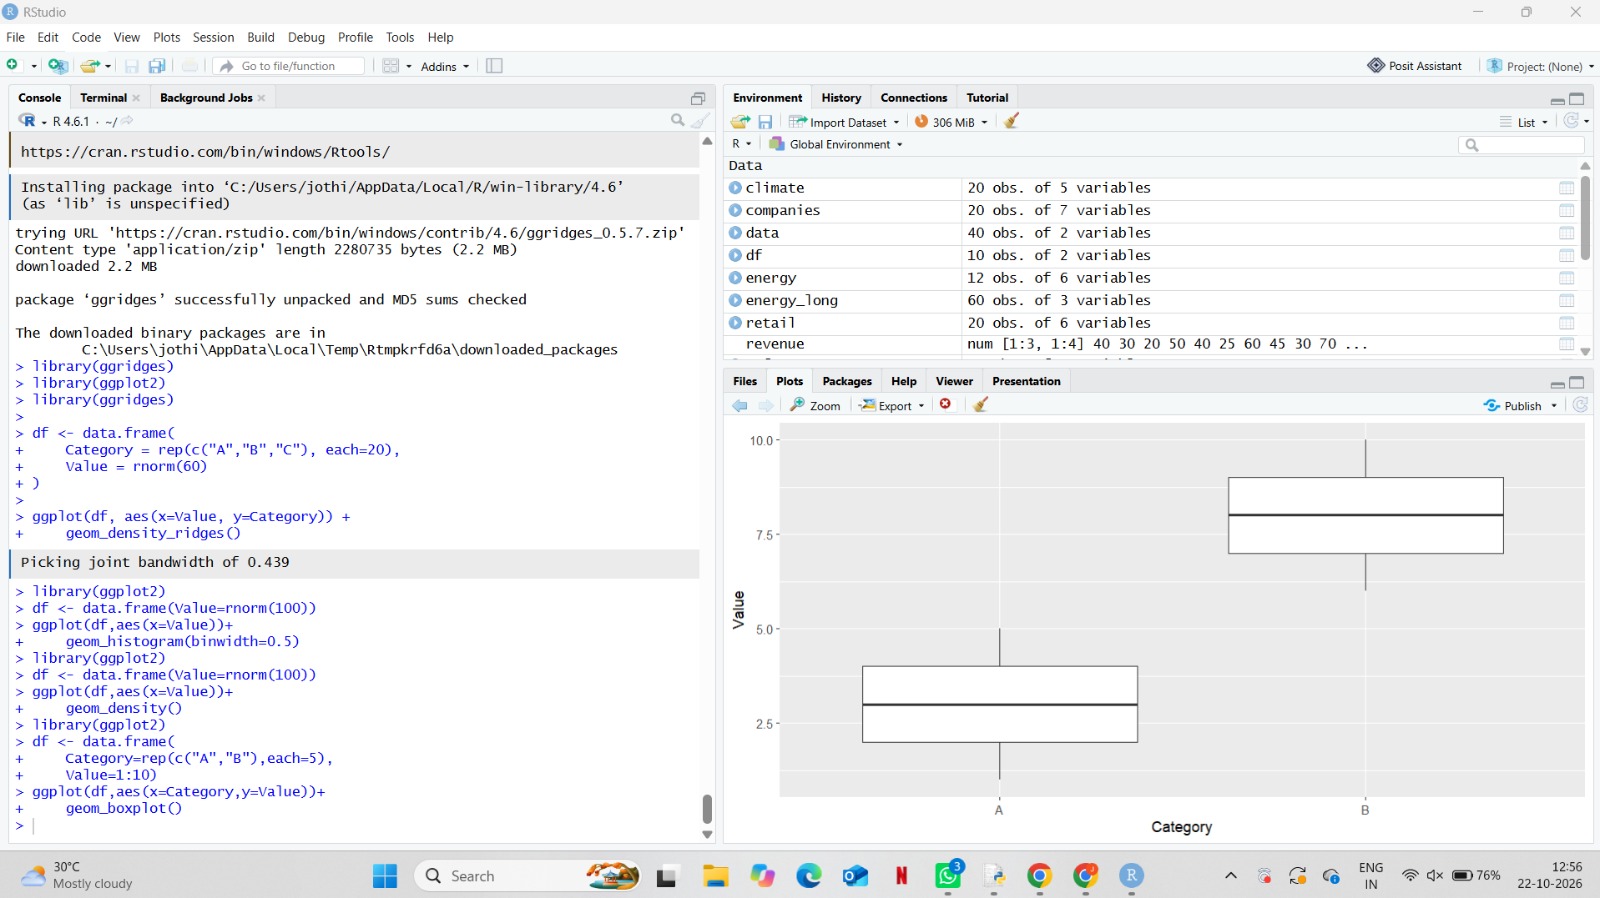 RStudio
File Edit Code View Plots Session Build Debug Profile Tools Help
Go to file/function Addins Posit Assistant Project: (None)
Console Terminal Background Jobs
R 4.6.1 · ~/
https://cran.rstudio.com/bin/windows/Rtools/
Installing package into ‘C:/Users/jothi/AppData/Local/R/win-library/4.6’
(as ‘lib’ is unspecified)
trying URL 'https://cran.rstudio.com/bin/windows/contrib/4.6/ggridges_0.5.7.zip'
Content type 'application/zip' length 2280735 bytes (2.2 MB)
downloaded 2.2 MB
package ‘ggridges’ successfully unpacked and MD5 sums checked
The downloaded binary packages are in
C:\Users\jothi\AppData\Local\Temp\Rtmpkrfd6a\downloaded_packages
> library(ggridges)
> library(ggplot2)
> library(ggridges)
>
> df <- data.frame(
+     Category = rep(c("A","B","C"), each=20),
+     Value = rnorm(60)
+ )
>
> ggplot(df, aes(x=Value, y=Category)) +
+     geom_density_ridges()
Picking joint bandwidth of 0.439
> library(ggplot2)
> df <- data.frame(Value=rnorm(100))
> ggplot(df,aes(x=Value))+
+     geom_histogram(binwidth=0.5)
> library(ggplot2)
> df <- data.frame(Value=rnorm(100))
> ggplot(df,aes(x=Value))+
+     geom_density()
> library(ggplot2)
> df <- data.frame(
+     Category=rep(c("A","B"),each=5),
+     Value=1:10)
> ggplot(df,aes(x=Category,y=Value))+
+     geom_boxplot()
>
Environment History Connections Tutorial
Import Dataset 306 MiB List
R Global Environment
Data
climate 20 obs. of 5 variables
companies 20 obs. of 7 variables
data 40 obs. of 2 variables
df 10 obs. of 2 variables
energy 12 obs. of 6 variables
energy_long 60 obs. of 3 variables
retail 20 obs. of 6 variables
revenue num [1:3, 1:4] 40 30 20 50 40 25 60 45 30 70 ...
Files Plots Packages Help Viewer Presentation
Zoom Export Publish
10.0
7.5
5.0
2.5
Value
A B
Category
30°C
Mostly cloudy
Search
3
ENG
IN
76%
12:56
22-10-2026